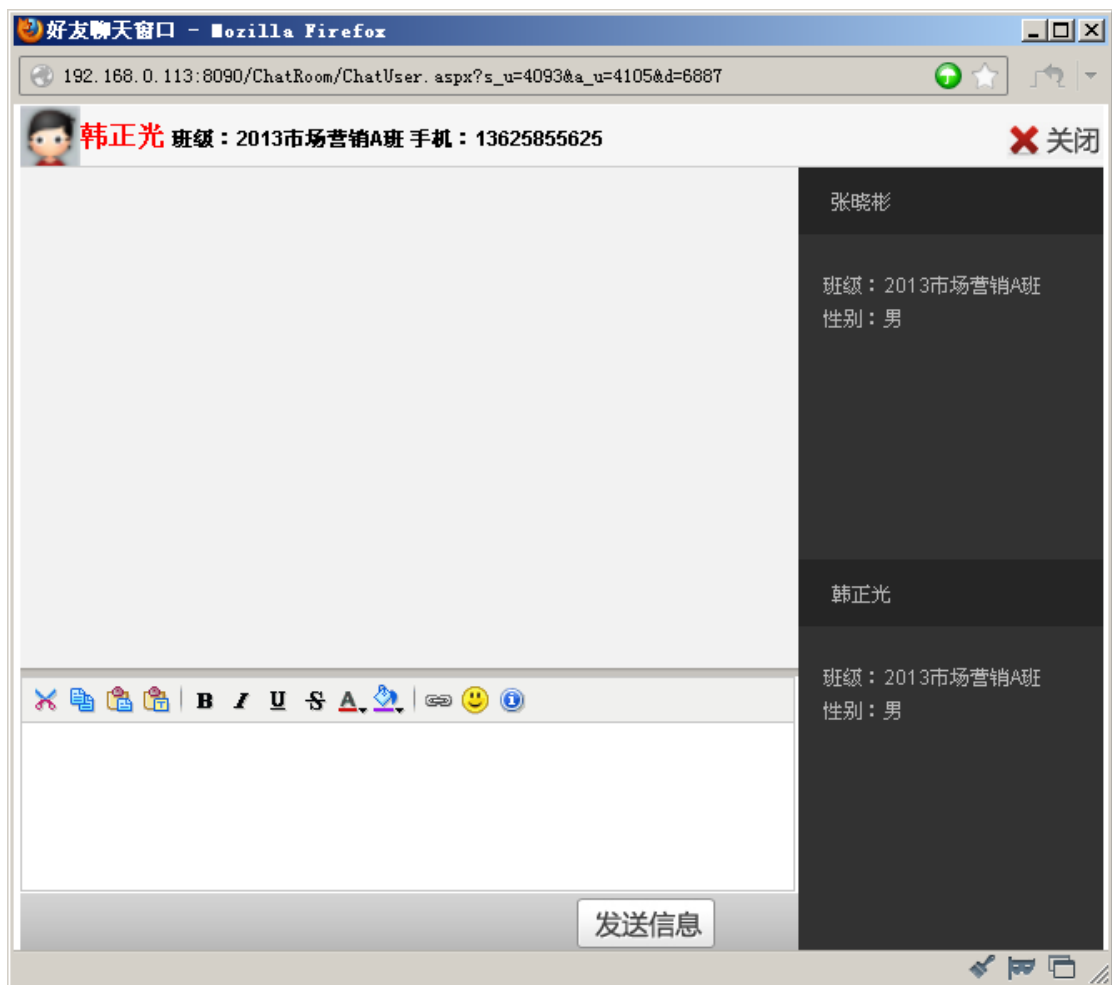 好友聊天窗口 - Mozilla Firefox
192.168.0.113:8090/ChatRoom/ChatUser.aspx?s_u=4093&a_u=4105&d=6887
韩正光 班级：2013市场营销A班 手机：13625855625
关闭
张晓彬
班级：2013市场营销A班
性别：男
韩正光
班级：2013市场营销A班
性别：男
B I U S A
发送信息